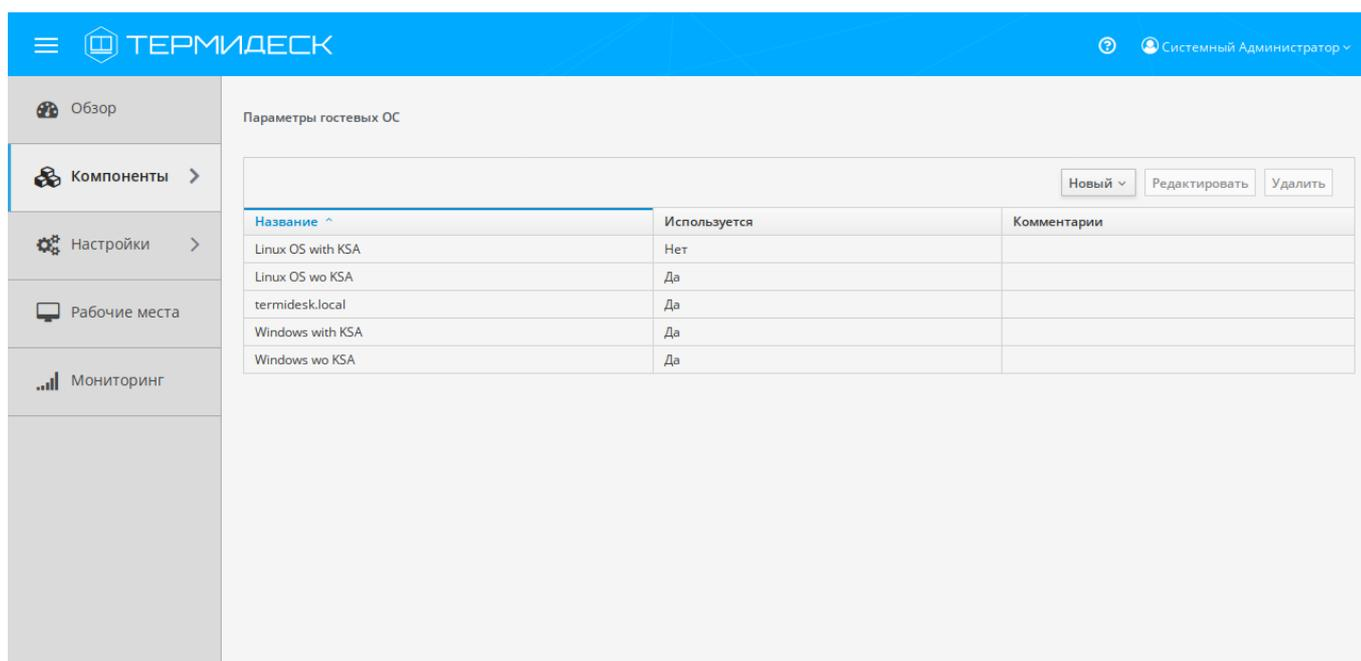 ТЕРМИДЕСК
Системный Администратор
Обзор
Компоненты
Настройки
Рабочие места
Мониторинг
Параметры гостевых ОС
Новый Редактировать Удалить
Название Используется Комментарии
Linux OS with KSA Нет
Linux OS wo KSA Да
termidesk.local Да
Windows with KSA Да
Windows wo KSA Да